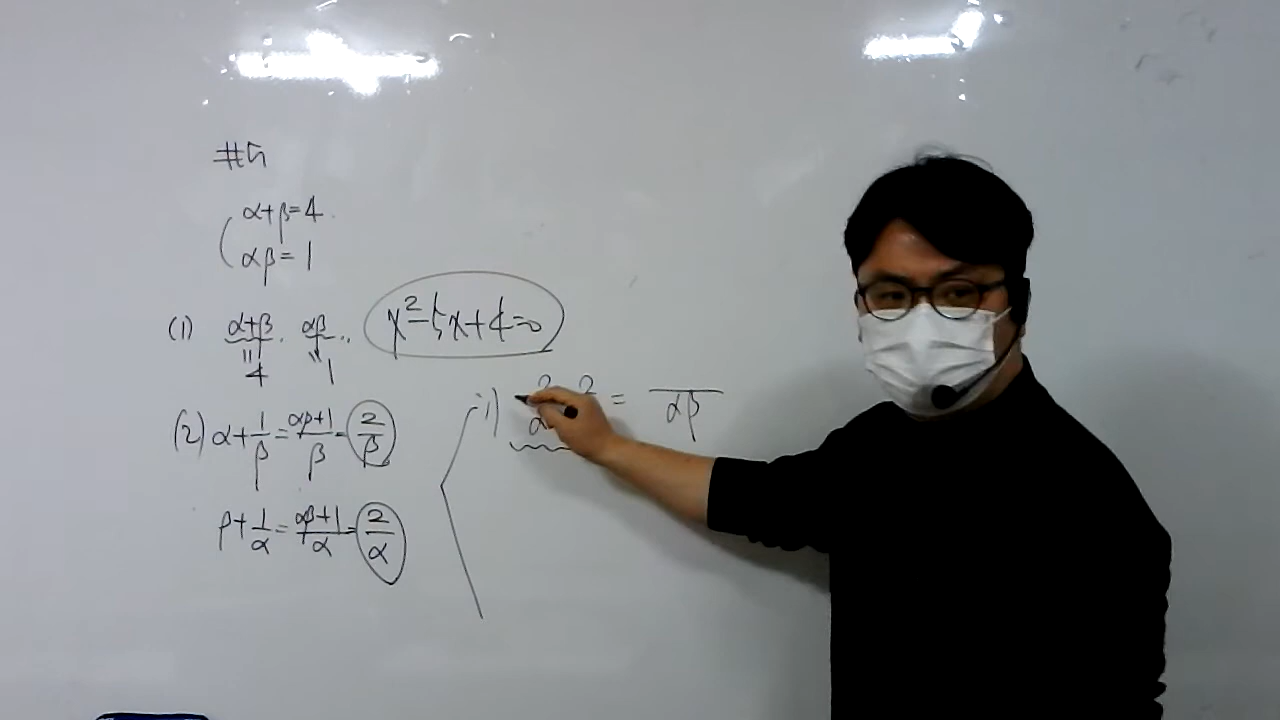 #5
α+β=4
αβ=1
(1) α+β. αβ..
4 1
x²-5x+4=0
(2) α+1/β=αβ+1/β=2/β
β+1/α=αβ+1/α=2/α
i) 2/α 2 = /αβ